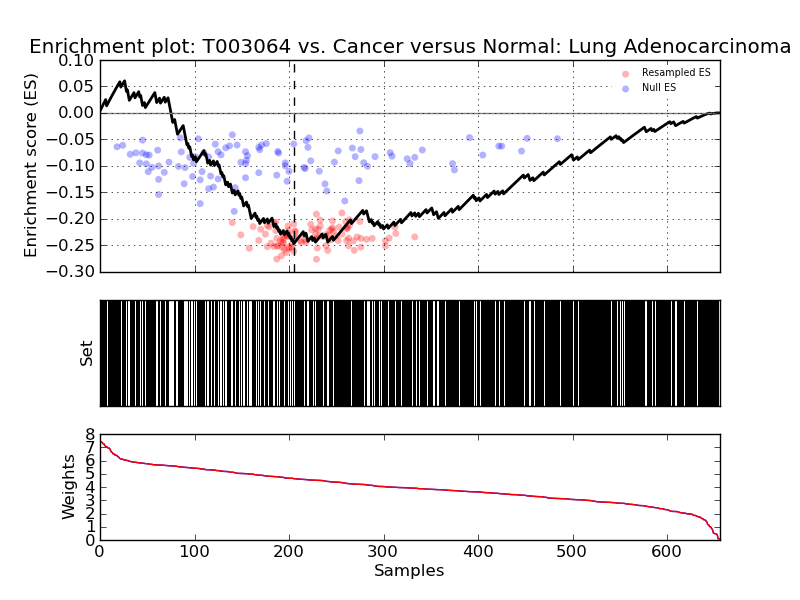 Enrichment plot: T003064 vs. Cancer versus Normal: Lung Adenocarcinoma
Enrichment score (ES)
0.10
0.05
0.00
−0.05
−0.10
−0.15
−0.20
−0.25
−0.30
Resampled ES
Null ES
Set
Weights
8
7
6
5
4
3
2
1
0
0 100 200 300 400 500 600
Samples